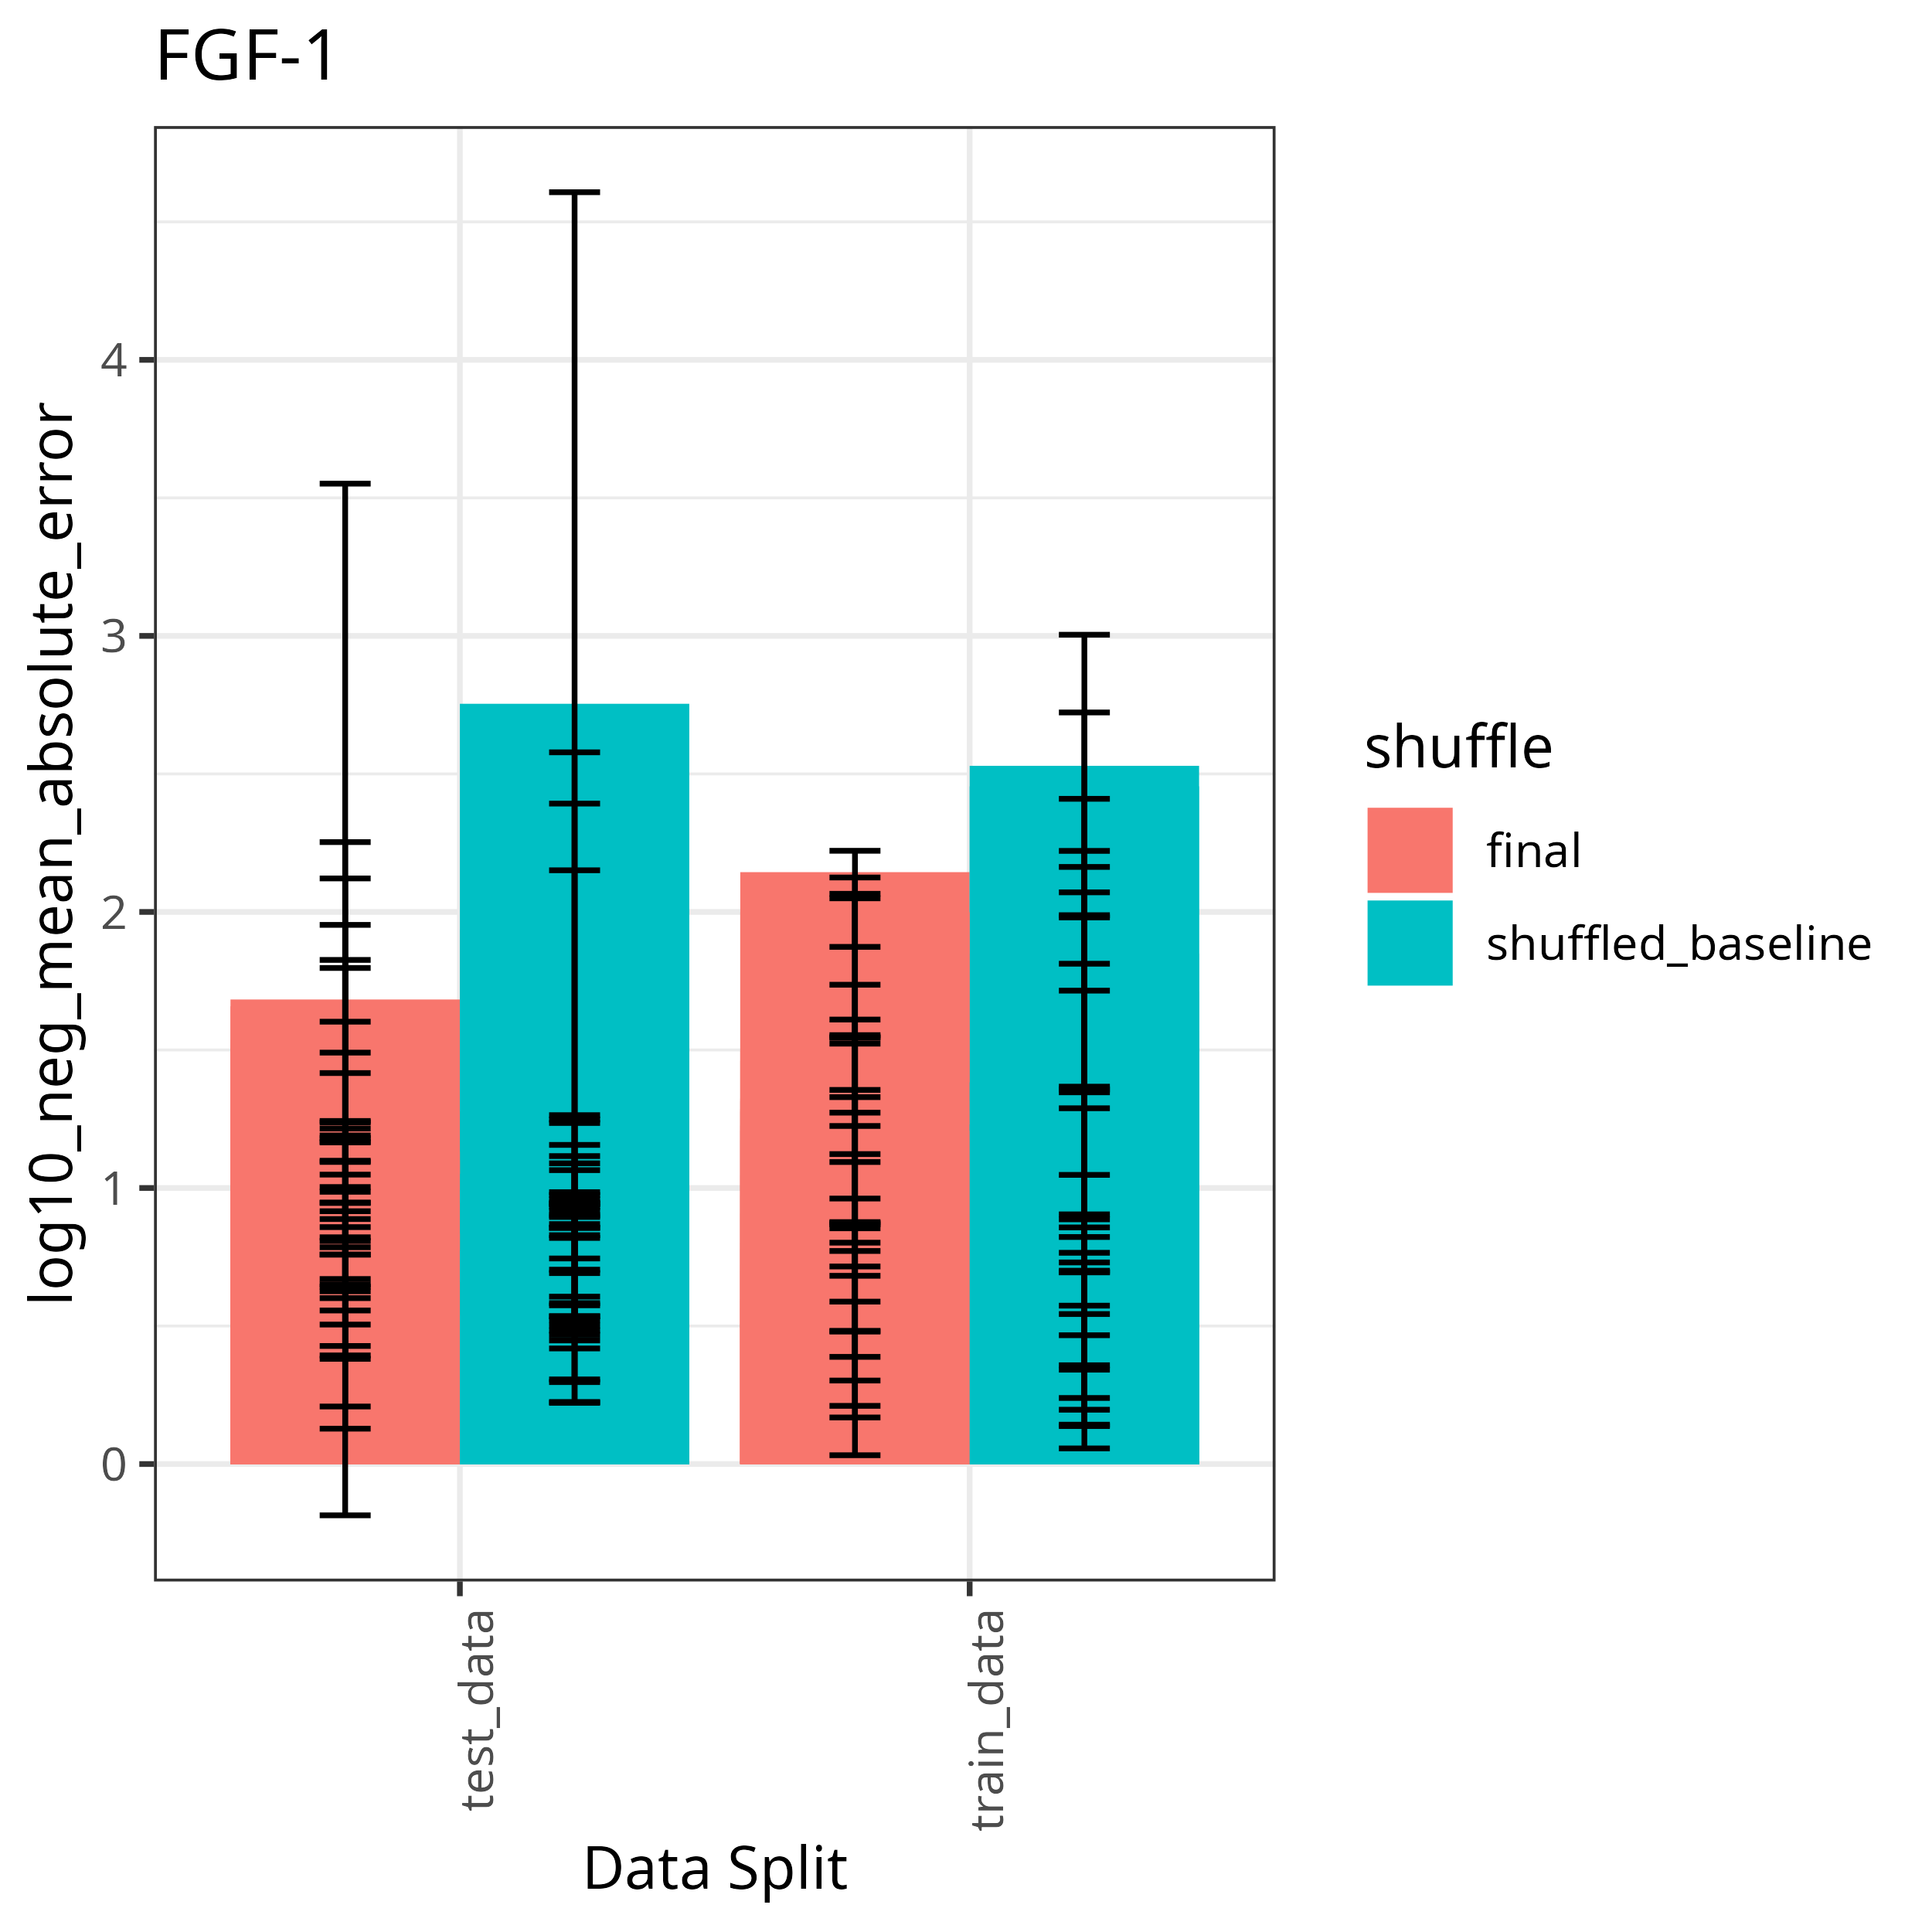 FGF-1
log10_neg_mean_absolute_error
4
3
2
1
0
test_data
train_data
Data Split
shuffle
final
shuffled_baseline